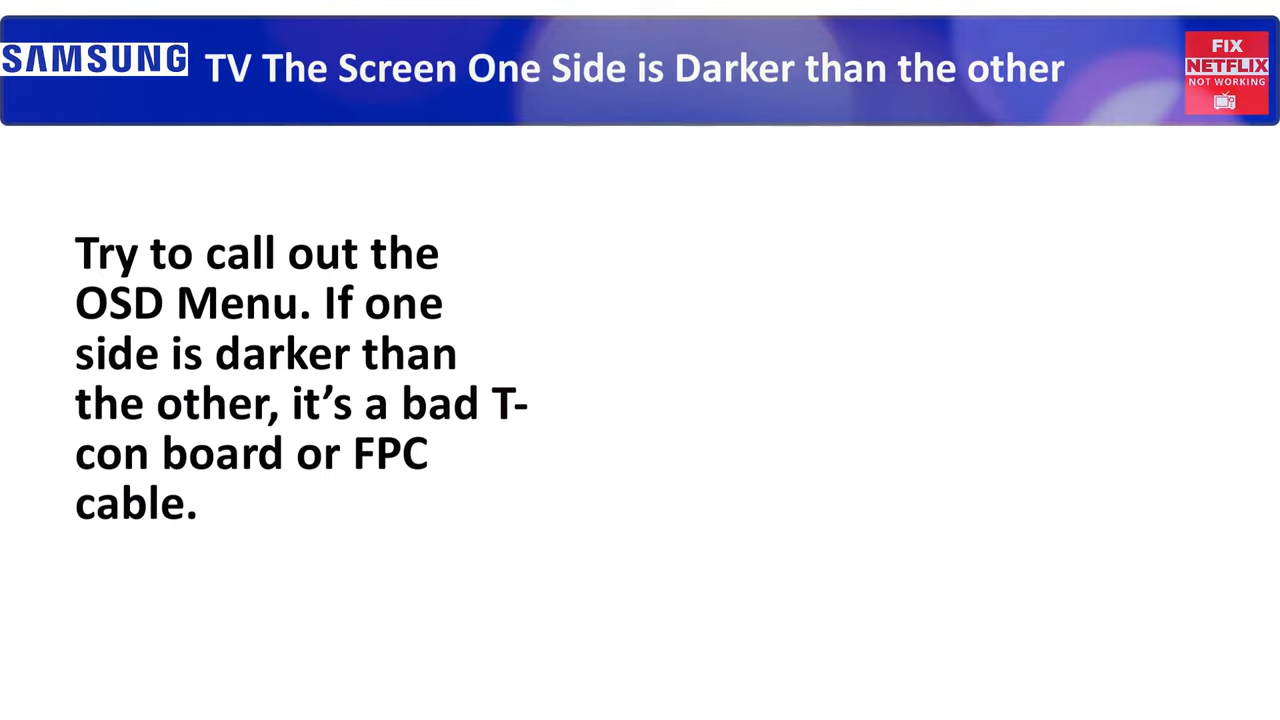 SAMSUNG
TV The Screen One Side is Darker than the other
FIX
NETFLIX
NOT WORKING
Try to call out the
OSD Menu. If one
side is darker than
the other, it’s a bad T-
con board or FPC
cable.